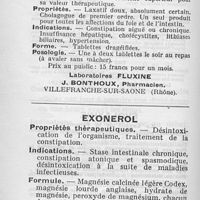 sa valeur thérapeutique.
Propriétés. — Laxatif doux, absolument certain.
Cholagogue de premier ordre. Un seul produit
pour toutes les affections du foie et de l'intestin.
Indications. — Constipation aiguë ou chronique.
Insuffisance hépatique, cholécystites, lithiases
biliaires, hypertension.
Forme. — Tablettes dragéifiées.
Posologie. — Une à deux tablettes le soir au repas
(à avaler sans mâcher).
Prix au public : 15 francs pour un mois.
Laboratoires FLUXINE
J. BONTHOUX, Pharmacien.
VILLEFRANCHE-SUR-SAONE (Rhône).
EXONEROL
Propriétés thérapeutiques. — Désintoxi-
cation de l'organisme, traitement de la
constipation.
Indications. — Stase intestinale chronique,
constipation atonique et spasmodique,
désintoxication à la suite de maladies
infectieuses.
Formule. — Magnésie calcinée légère Codex,
magnésie lourde anglaise, hydrate de
magnésie, peroxyde de magnésium, chacun